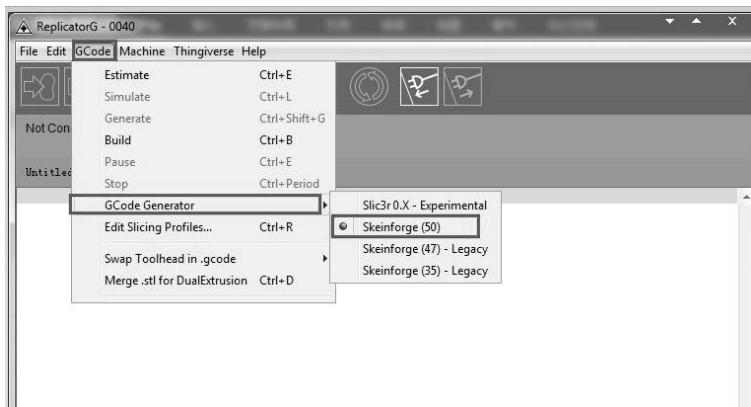 ReplicatorG - 0040
File Edit GCode Machine Thingiverse Help
Estimate Ctrl+E
Simulate Ctrl+L
Generate Ctrl+Shift+G
Not Con
Build Ctrl+B
Pause Ctrl+E
Untitled
Stop Ctrl+Period
GCode Generator
Slic3r 0.X - Experimental
Edit Slicing Profiles... Ctrl+R
Skeinforge (50)
Skeinforge (47) - Legacy
Swap Toolhead in .gcode
Skeinforge (35) - Legacy
Merge .stl for DualExtrusion Ctrl+D